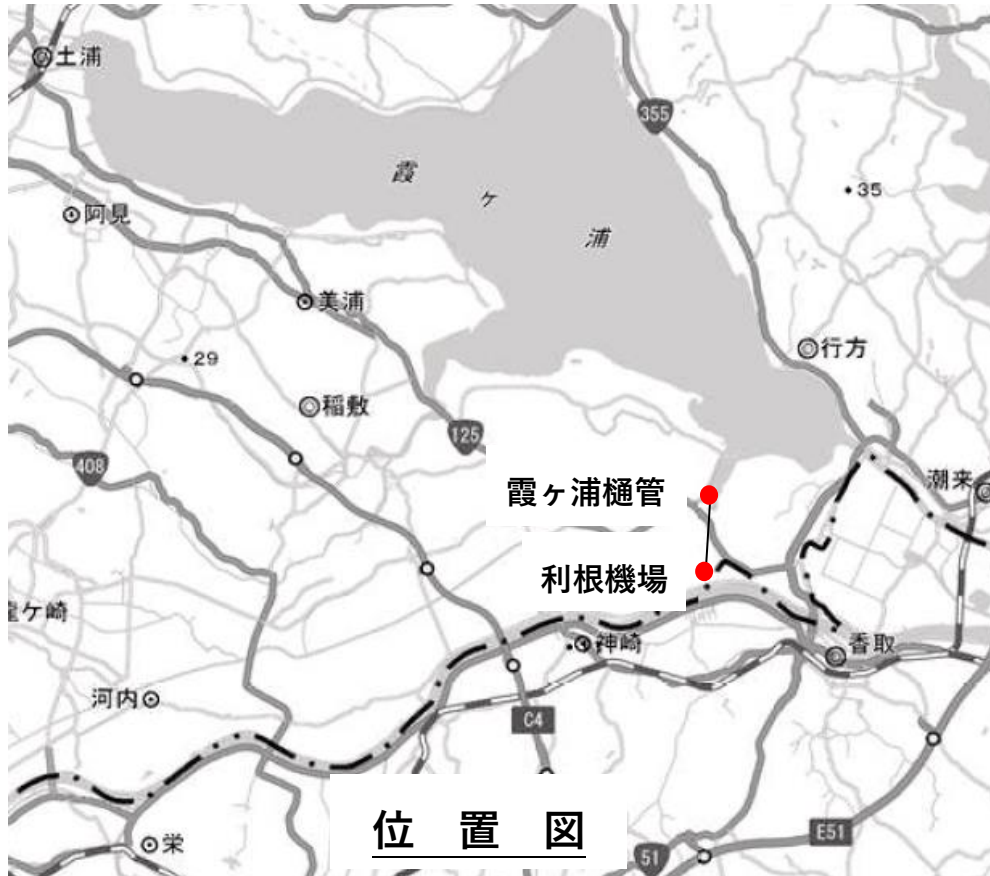 土浦
355
霞ヶ浦
35
阿見
美浦
行方
29
稲敷
125
408
潮来
霞ヶ浦樋管
利根機場
ケ崎
神崎
香取
河内
C4
位置図
栄
E51
51